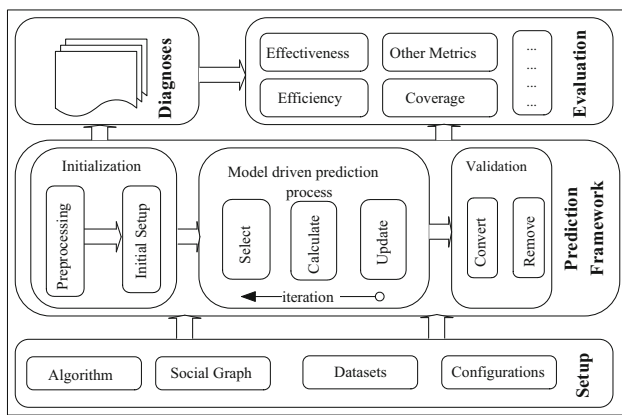 Diagnoses
Effectiveness
Other Metrics
Efficiency
Coverage
...
...
...
...
Evaluation
Initialization
Preprocessing
Initial Setup
Model driven prediction
process
Select
Calculate
Update
iteration
Validation
Convert
Remove
Prediction
Framework
Algorithm
Social Graph
Datasets
Configurations
Setup